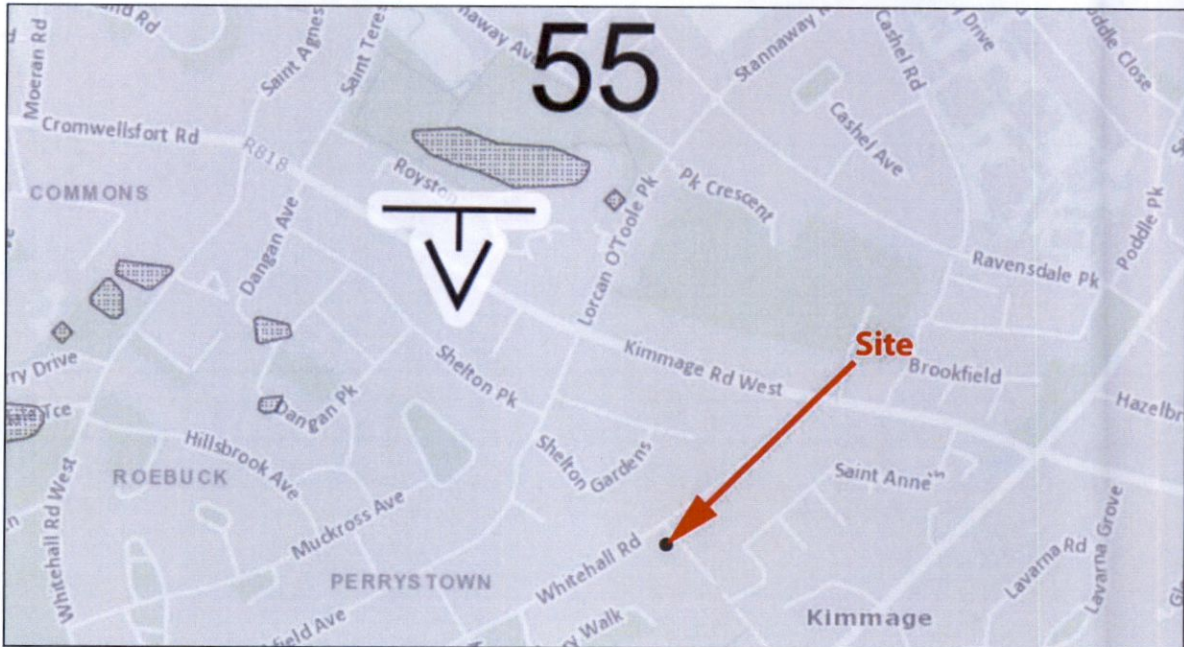 Moeran Rd
Saint Agnes
Saint Teres
naway Ave
55
Stannaway
Cashel Rd
Drive
Poddle Close
Cromwellsfort Rd
R818
COMMONS
Royston
Pk Crescent
Cashel Ave
Dangan Ave
Lorcan O'Toole Pk
Ravensdale Pk
Poddle Pk
rry Drive
Tce
Shelton Pk
Kimmage Rd West
Site
Brookfield
Hazelbr
Dangan Pk
Hillsbrook Ave
ROEBUCK
Shelton Gardens
Saint Anne's
Whitehall Rd West
Muckross Ave
PERRYSTOWN
Whitehall Rd
Lavarna Rd
Lavarna Grove
field Ave
ry Walk
Kimmage